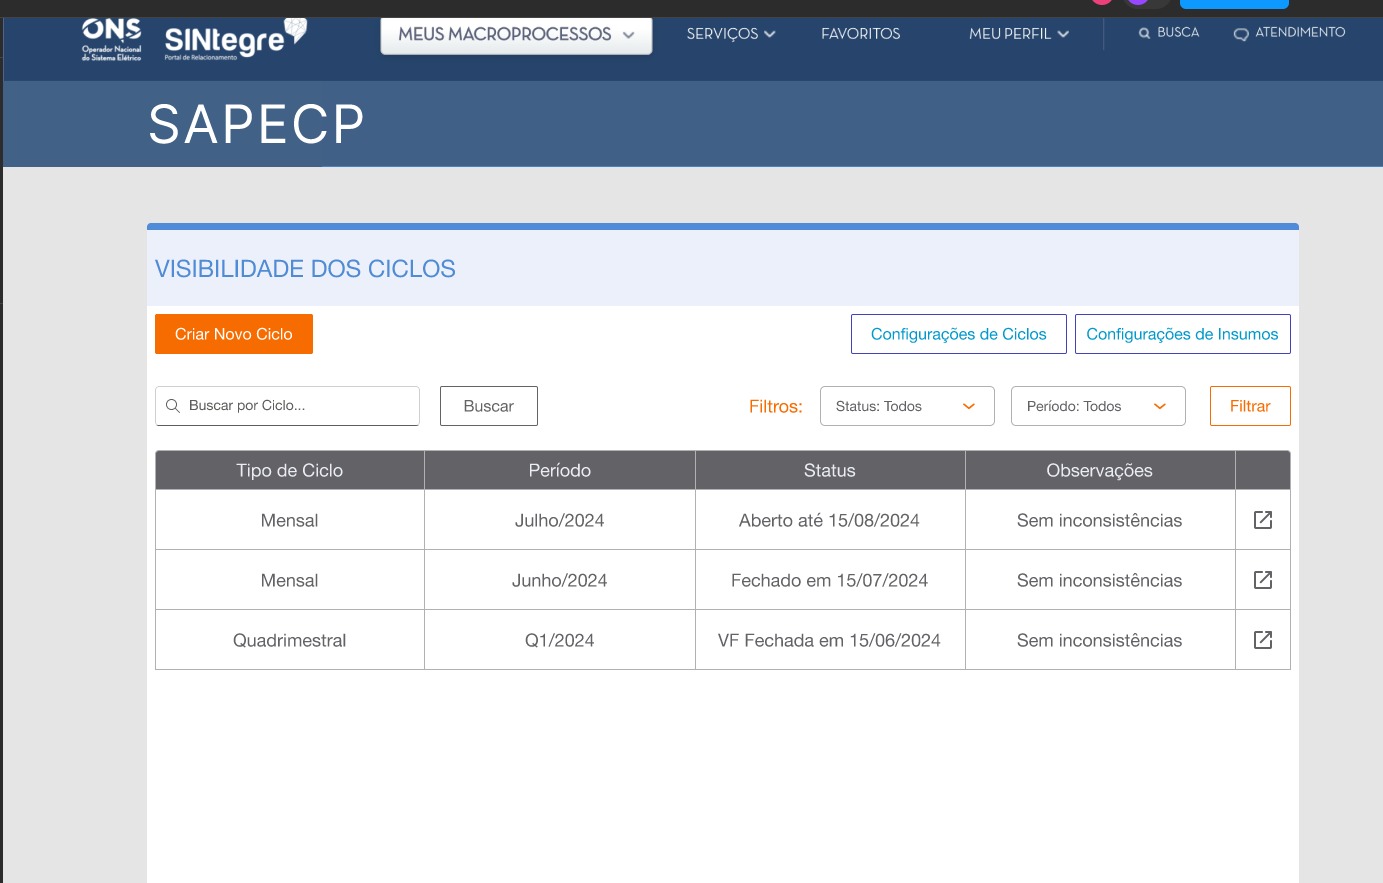 ONS
Operador Nacional
do Sistema Elétrico
SINtegre
Portal de Relacionamento
MEUS MACROPROCESSOS
SERVIÇOS
FAVORITOS
MEU PERFIL
BUSCA
ATENDIMENTO
SAPECP
VISIBILIDADE DOS CICLOS
Criar Novo Ciclo
Configurações de Ciclos
Configurações de Insumos
Buscar por Ciclo...
Buscar
Filtros:
Status: Todos
Período: Todos
Filtrar
Tipo de Ciclo Período Status Observações
Mensal Julho/2024 Aberto até 15/08/2024 Sem inconsistências
Mensal Junho/2024 Fechado em 15/07/2024 Sem inconsistências
Quadrimestral Q1/2024 VF Fechada em 15/06/2024 Sem inconsistências